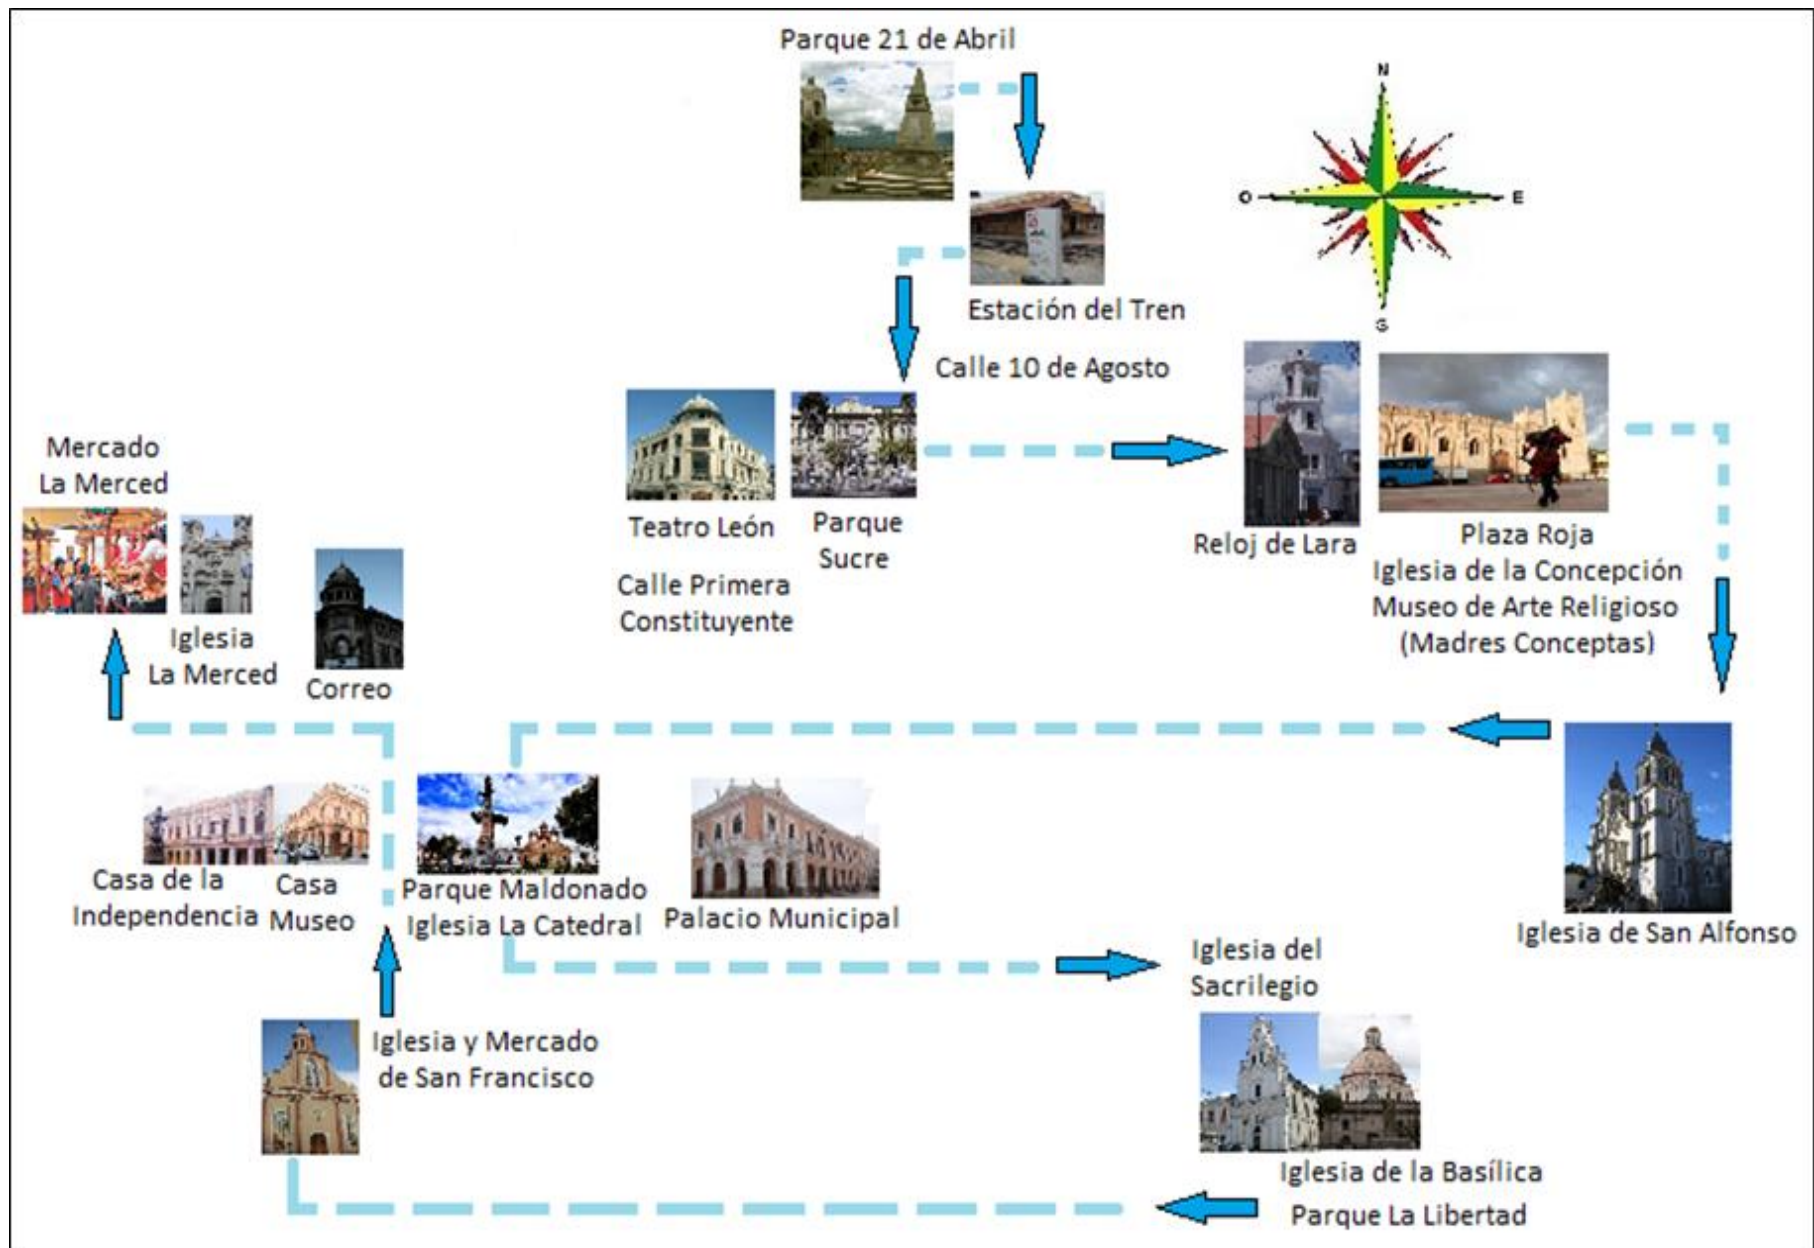 Parque 21 de Abril
N
O
E
S
Estación del Tren
Calle 10 de Agosto
Teatro León
Parque
Sucre
Calle Primera
Constituyente
Reloj de Lara
Plaza Roja
Iglesia de la Concepción
Museo de Arte Religioso
(Madres Conceptas)
Mercado
La Merced
Iglesia
La Merced
Correo
Casa de la
Independencia
Casa
Museo
Parque Maldonado
Iglesia La Catedral
Palacio Municipal
Iglesia de San Alfonso
Iglesia del
Sacrilegio
Iglesia y Mercado
de San Francisco
Iglesia de la Basílica
Parque La Libertad